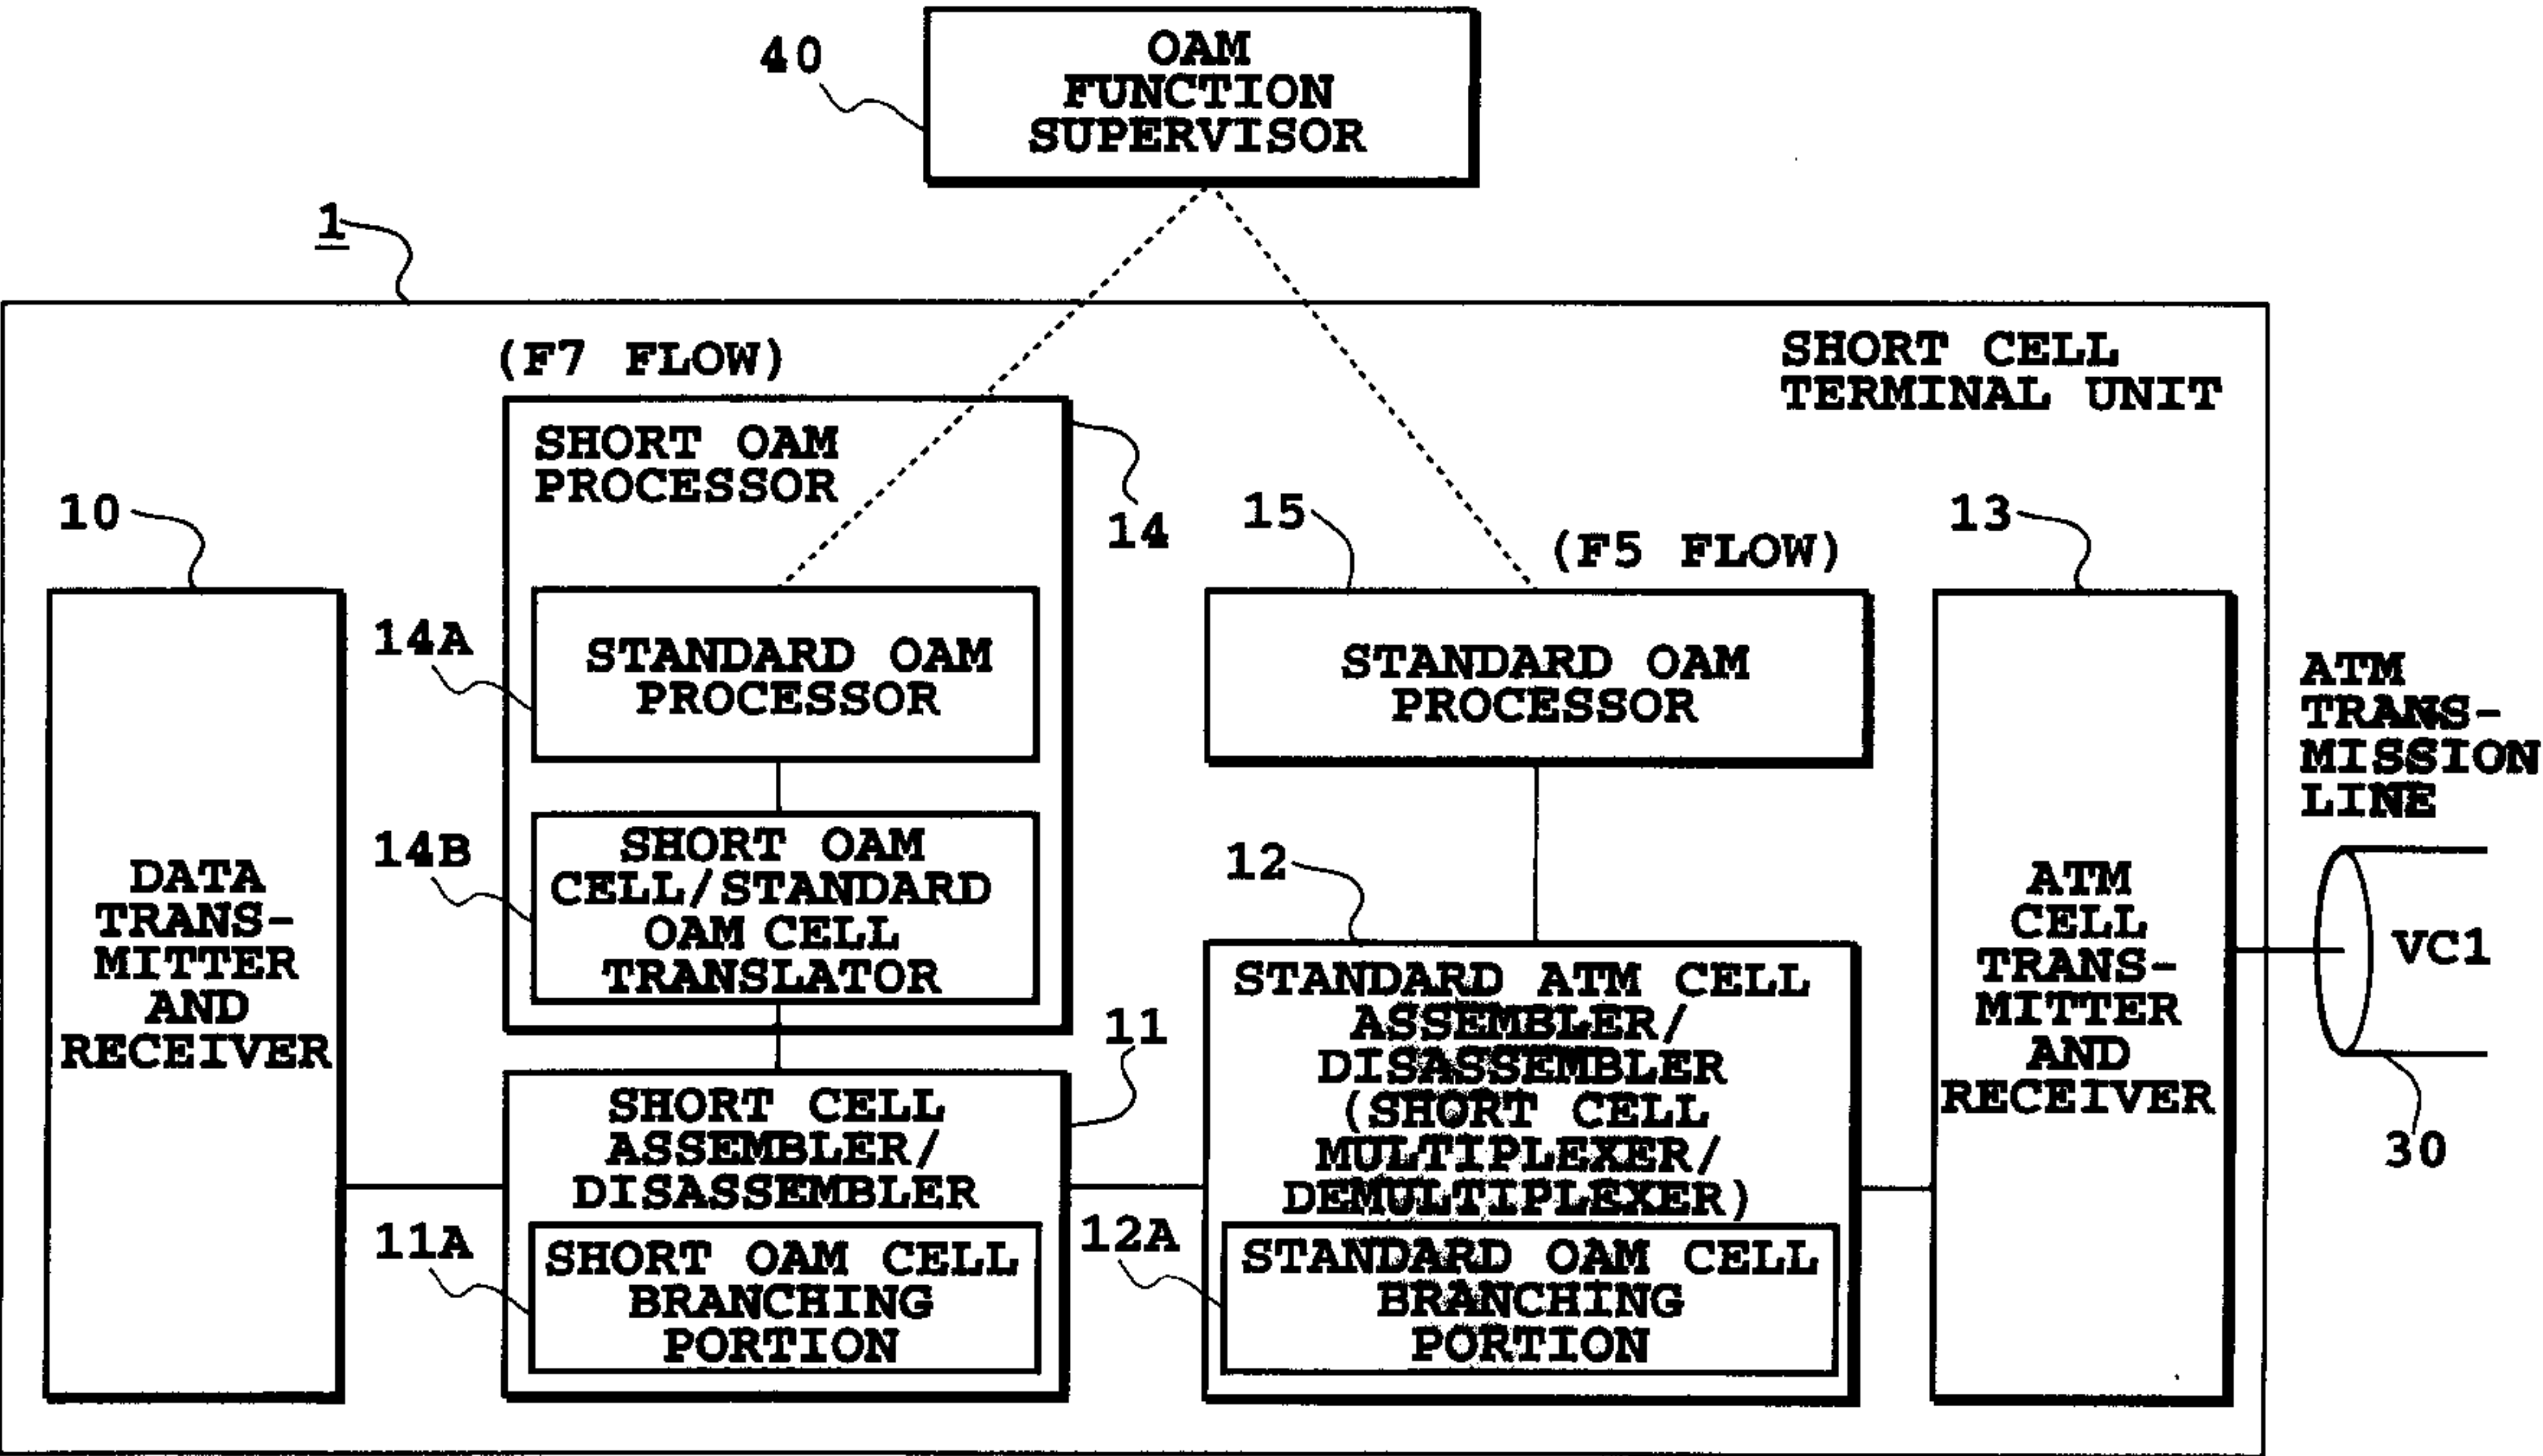 40
OAM
FUNCTION
SUPERVISOR
1
(F7 FLOW)
SHORT CELL
TERMINAL UNIT
SHORT OAM
PROCESSOR
14
10
15
(F5 FLOW)
13
14A
STANDARD OAM
PROCESSOR
STANDARD OAM
PROCESSOR
ATM
TRANS-
MISSION
LINE
14B
SHORT OAM
CELL/STANDARD
OAM CELL
TRANSLATOR
12
DATA
TRANS-
MITTER
AND
RECEIVER
ATM
CELL
TRANS-
MITTER
AND
RECEIVER
VC1
30
11
SHORT CELL
ASSEMBLER/
DISASSEMBLER
STANDARD ATM CELL
ASSEMBLER/
DISASSEMBLER
(SHORT CELL
MULTIPLEXER/
DEMULTIPLEXER)
11A
SHORT OAM CELL
BRANCHING
PORTION
12A
STANDARD OAM CELL
BRANCHING
PORTION